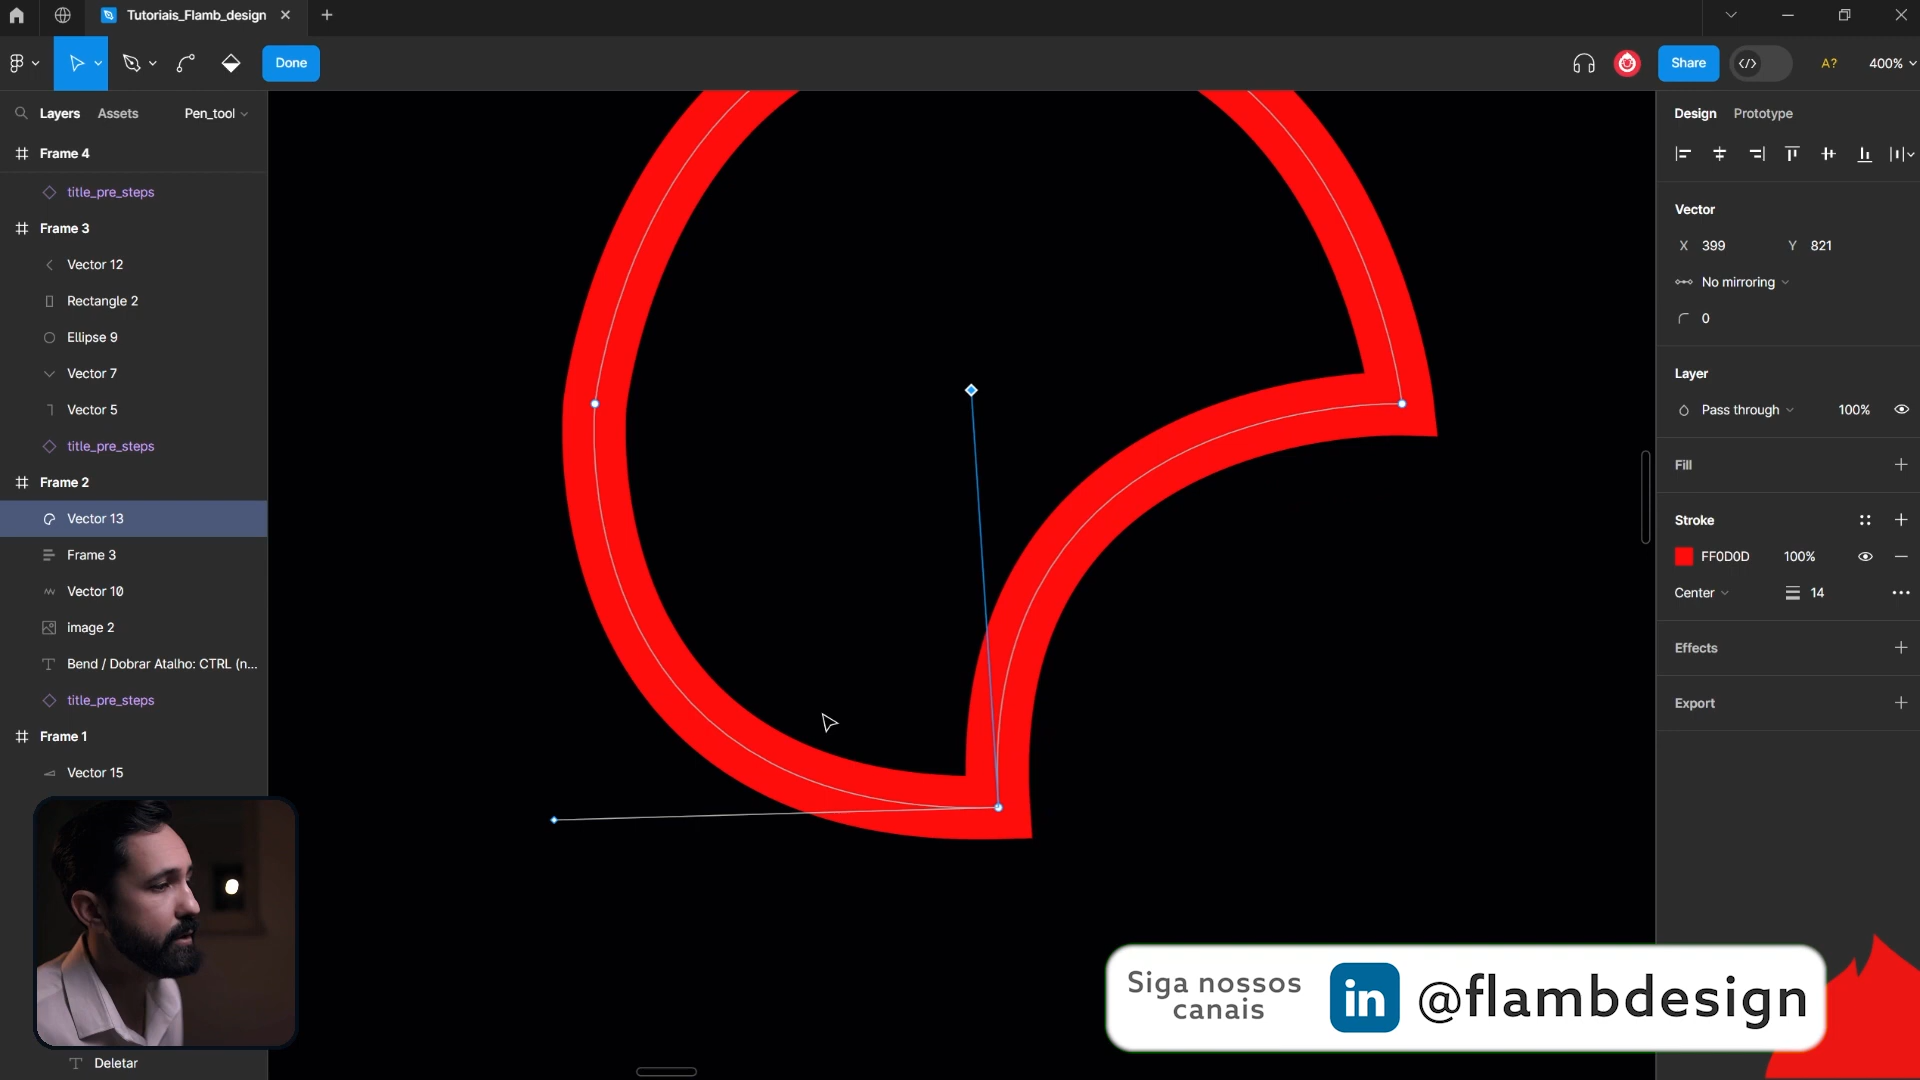 Tutoriais_Flamb_design
Done
Share
A?
400%
Layers
Assets
Pen_tool
Frame 4
title_pre_steps
Frame 3
Vector 12
Rectangle 2
Ellipse 9
Vector 7
Vector 5
title_pre_steps
Frame 2
Vector 13
Frame 3
Vector 10
image 2
Bend / Dobrar Atalho: CTRL (n...
title_pre_steps
Frame 1
Vector 15
Deletar
Design
Prototype
Vector
X 399
Y 821
No mirroring
0
Layer
Pass through
100%
Fill
Stroke
FF0D0D
100%
Center
14
Effects
Export
Siga nossos
canais
in
@flambdesign